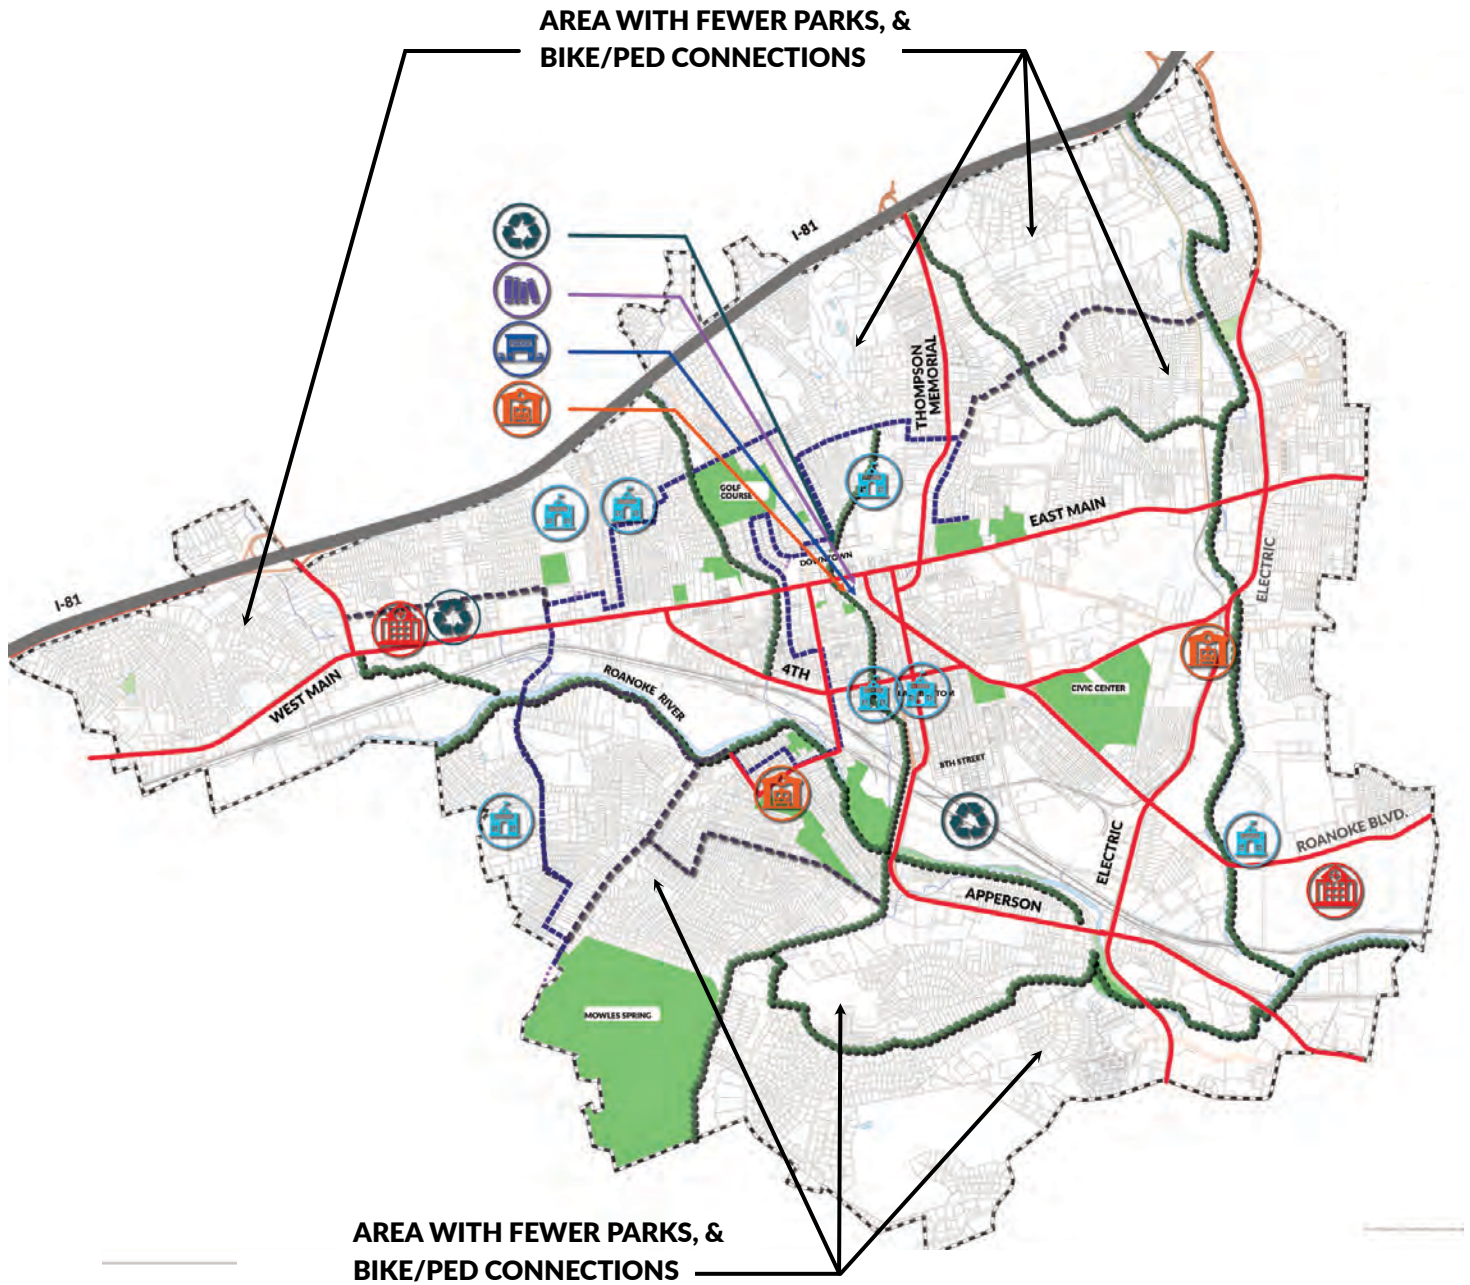 AREA WITH FEWER PARKS, &
BIKE/PED CONNECTIONS
I-81
THOMPSON
MEMORIAL
GOLF
COURSE
EAST MAIN
DOWNTOWN
ELECTRIC
I-81
4TH
ROANOKE RIVER
WEST MAIN
CIVIC CENTER
8TH STREET
ELECTRIC
ROANOKE BLVD.
APPERSON
MOWLES SPRING
AREA WITH FEWER PARKS, &
BIKE/PED CONNECTIONS